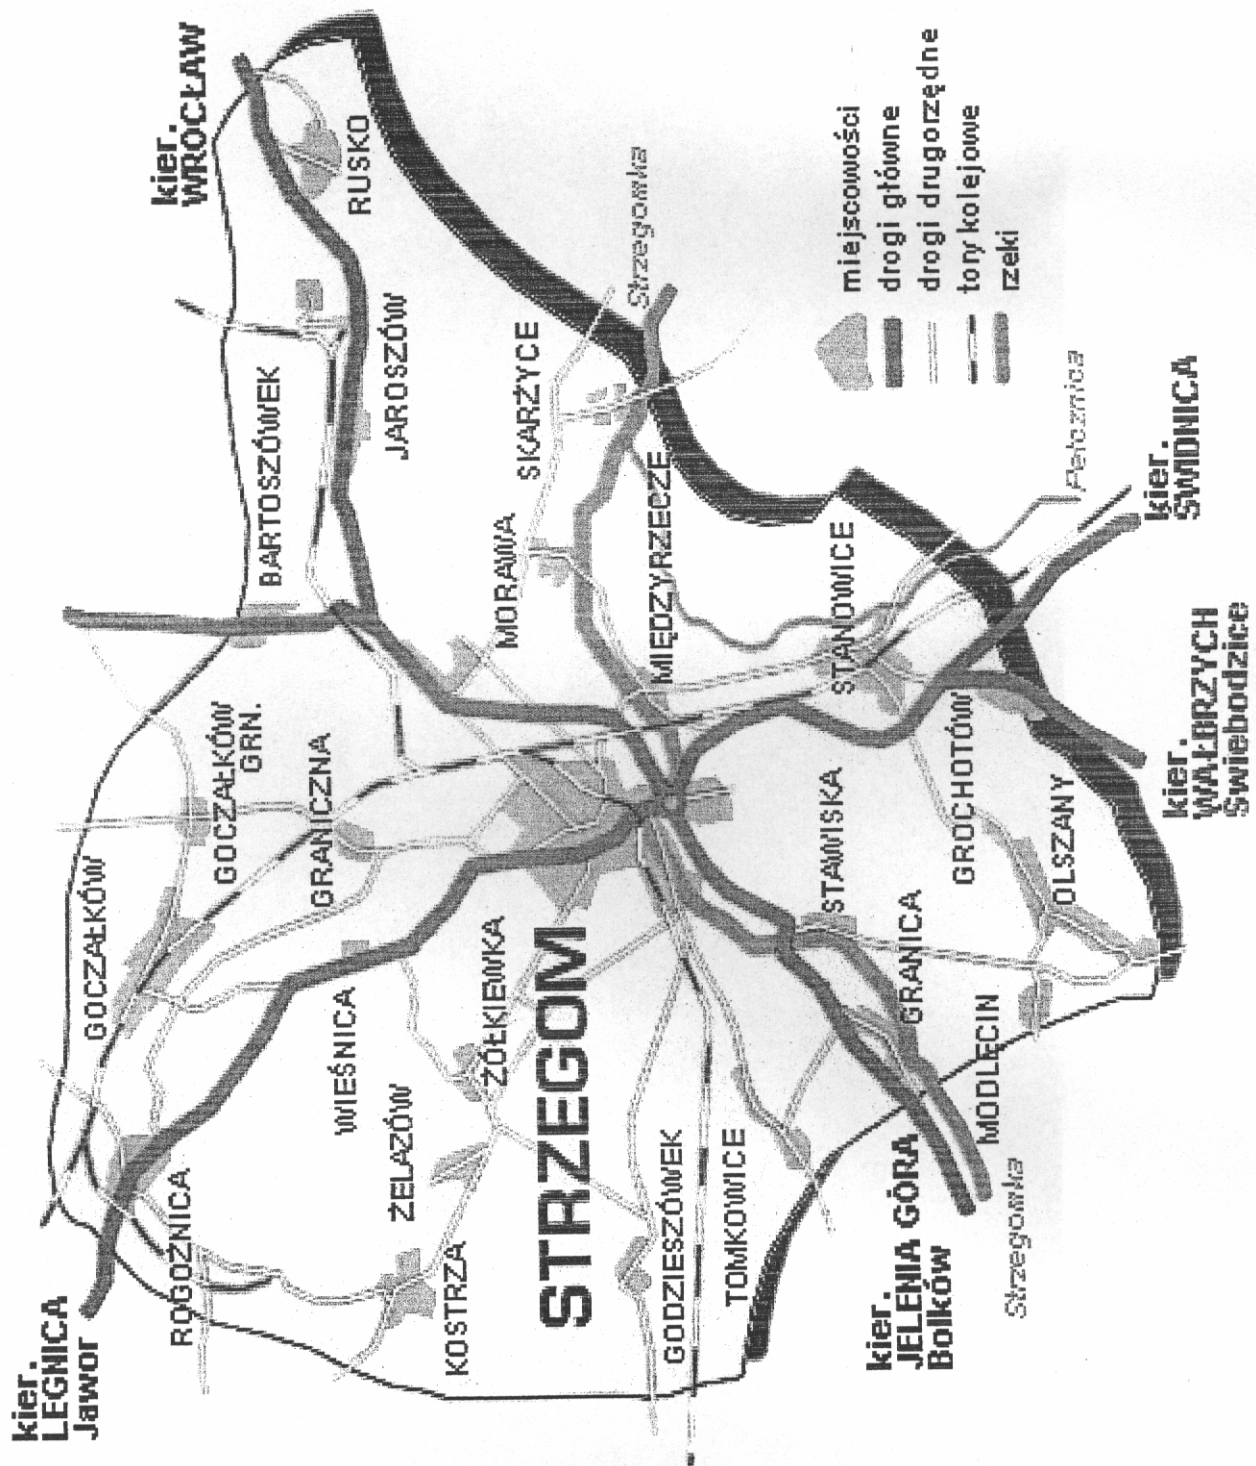 kier.
LEGNICA
Jawor
kier.
WROCŁAW
GOCZAŁKÓW
GOCZAŁKÓW
GRN.
BARTOSZÓWEK
RUSKO
ROGOŹNICA
GRANICZNA
JAROSZÓW
WIEŚNICA
ŻELAZÓW
KOSTRZA
ŻÓŁKIEWKA
MORAWA
SKARŻYCE
STRZEGOM
Strzegomka
GODZIESZÓWEK
MIĘDZYRZECZE
TOMKOWICE
STAWISKA
STANOWICE
GRANICA
GROCHOTÓW
MODLĘCIN
OLSZANY
Strzegomka
Pełcznica
kier.
JELENIA GÓRA
Bolków
kier.
WAŁBRZYCH
Świebodzice
kier.
ŚWIDNICA
miejscowości
drogi główne
drogi drugorzędne
tory kolejowe
rzeki